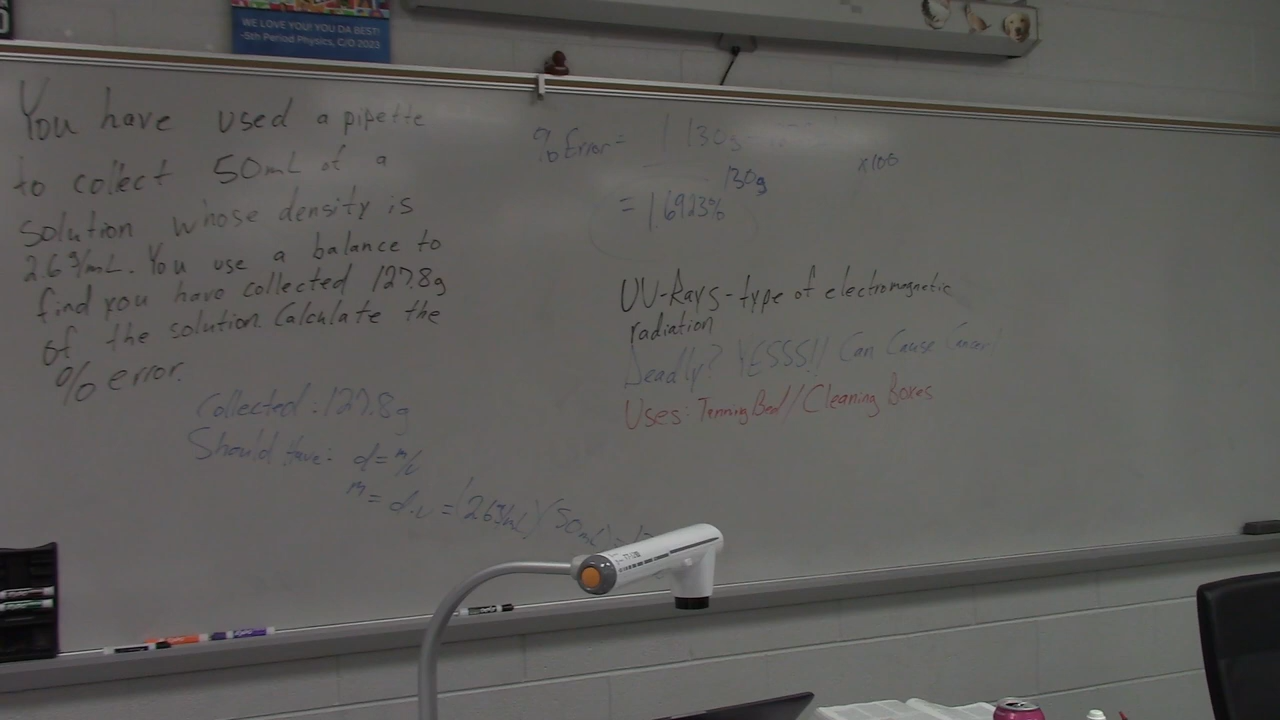 WE LOVE YOU! YOU DA BEST!
-5th Period Physics, C/O 2023
You have used a pipette
to collect 50mL of a
solution whose density is
2.6g/mL. You use a balance to
find you have collected 127.8g
of the solution. Calculate the
% error.
Collected: 127.8g
Should have: d=m/v
m=d.v=(2.6g/mL)(50mL)=
% Error= | 130g
x100
130g
= 1.6923%
UV-Rays-type of electromagnetic
radiation
Deadly? YESSS!! Can Cause Cancer!
Uses: Tanning Bed/Cleaning Boxes